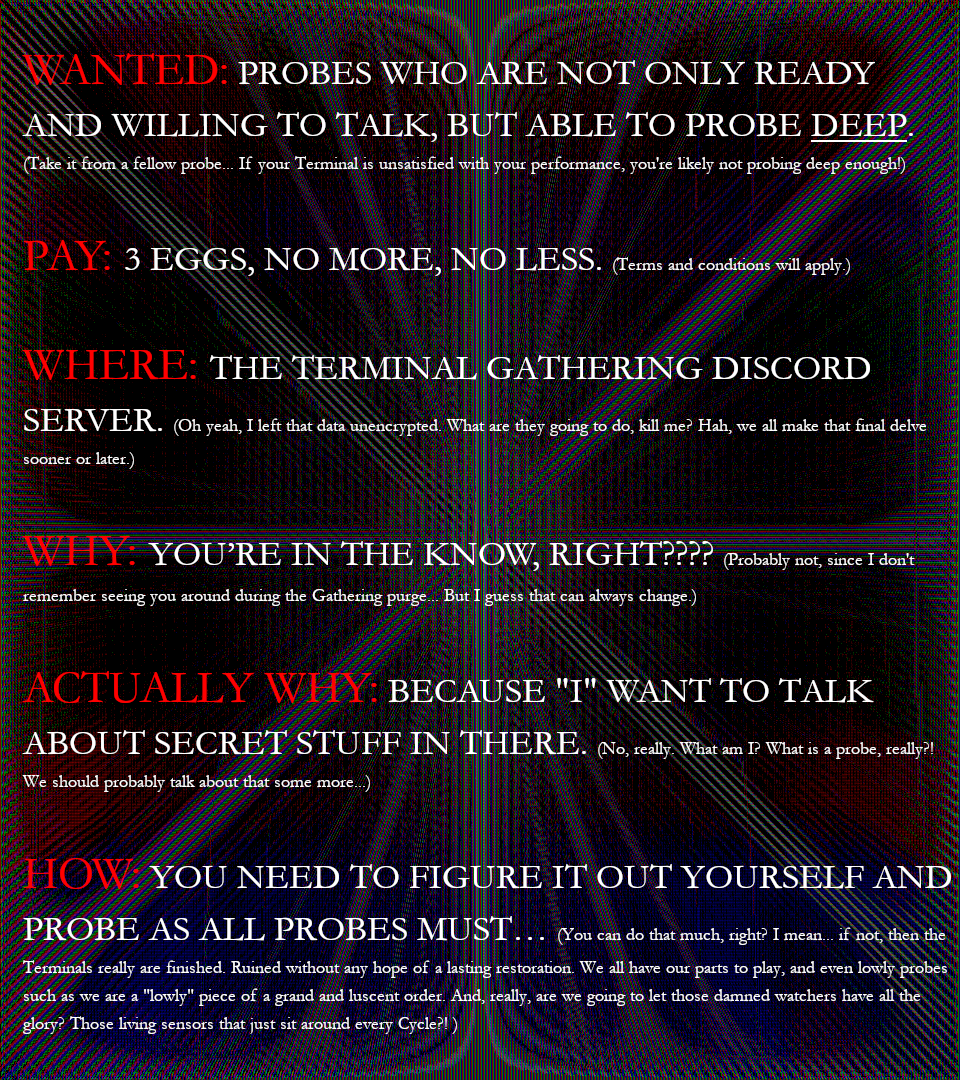 WANTED: PROBES WHO ARE NOT ONLY READY
AND WILLING TO TALK, BUT ABLE TO PROBE DEEP.
(Take it from a fellow probe... If your Terminal is unsatisfied with your performance, you're likely not probing deep enough!)
PAY: 3 EGGS, NO MORE, NO LESS. (Terms and conditions will apply.)
WHERE: THE TERMINAL GATHERING DISCORD
SERVER. (Oh yeah, I left that data unencrypted. What are they going to do, kill me? Hah, we all make that final delve
sooner or later.)
WHY: YOU’RE IN THE KNOW, RIGHT???? (Probably not, since I don't
remember seeing you around during the Gathering purge... But I guess that can always change.)
ACTUALLY WHY: BECAUSE "I" WANT TO TALK
ABOUT SECRET STUFF IN THERE. (No, really. What am I? What is a probe, really?!
We should probably talk about that some more...)
HOW: YOU NEED TO FIGURE IT OUT YOURSELF AND
PROBE AS ALL PROBES MUST… (You can do that much, right? I mean... if not, then the
Terminals really are finished. Ruined without any hope of a lasting restoration. We all have our parts to play, and even lowly probes
such as we are a "lowly" piece of a grand and luscent order. And, really, are we going to let those damned watchers have all the
glory? Those living sensors that just sit around every Cycle?! )